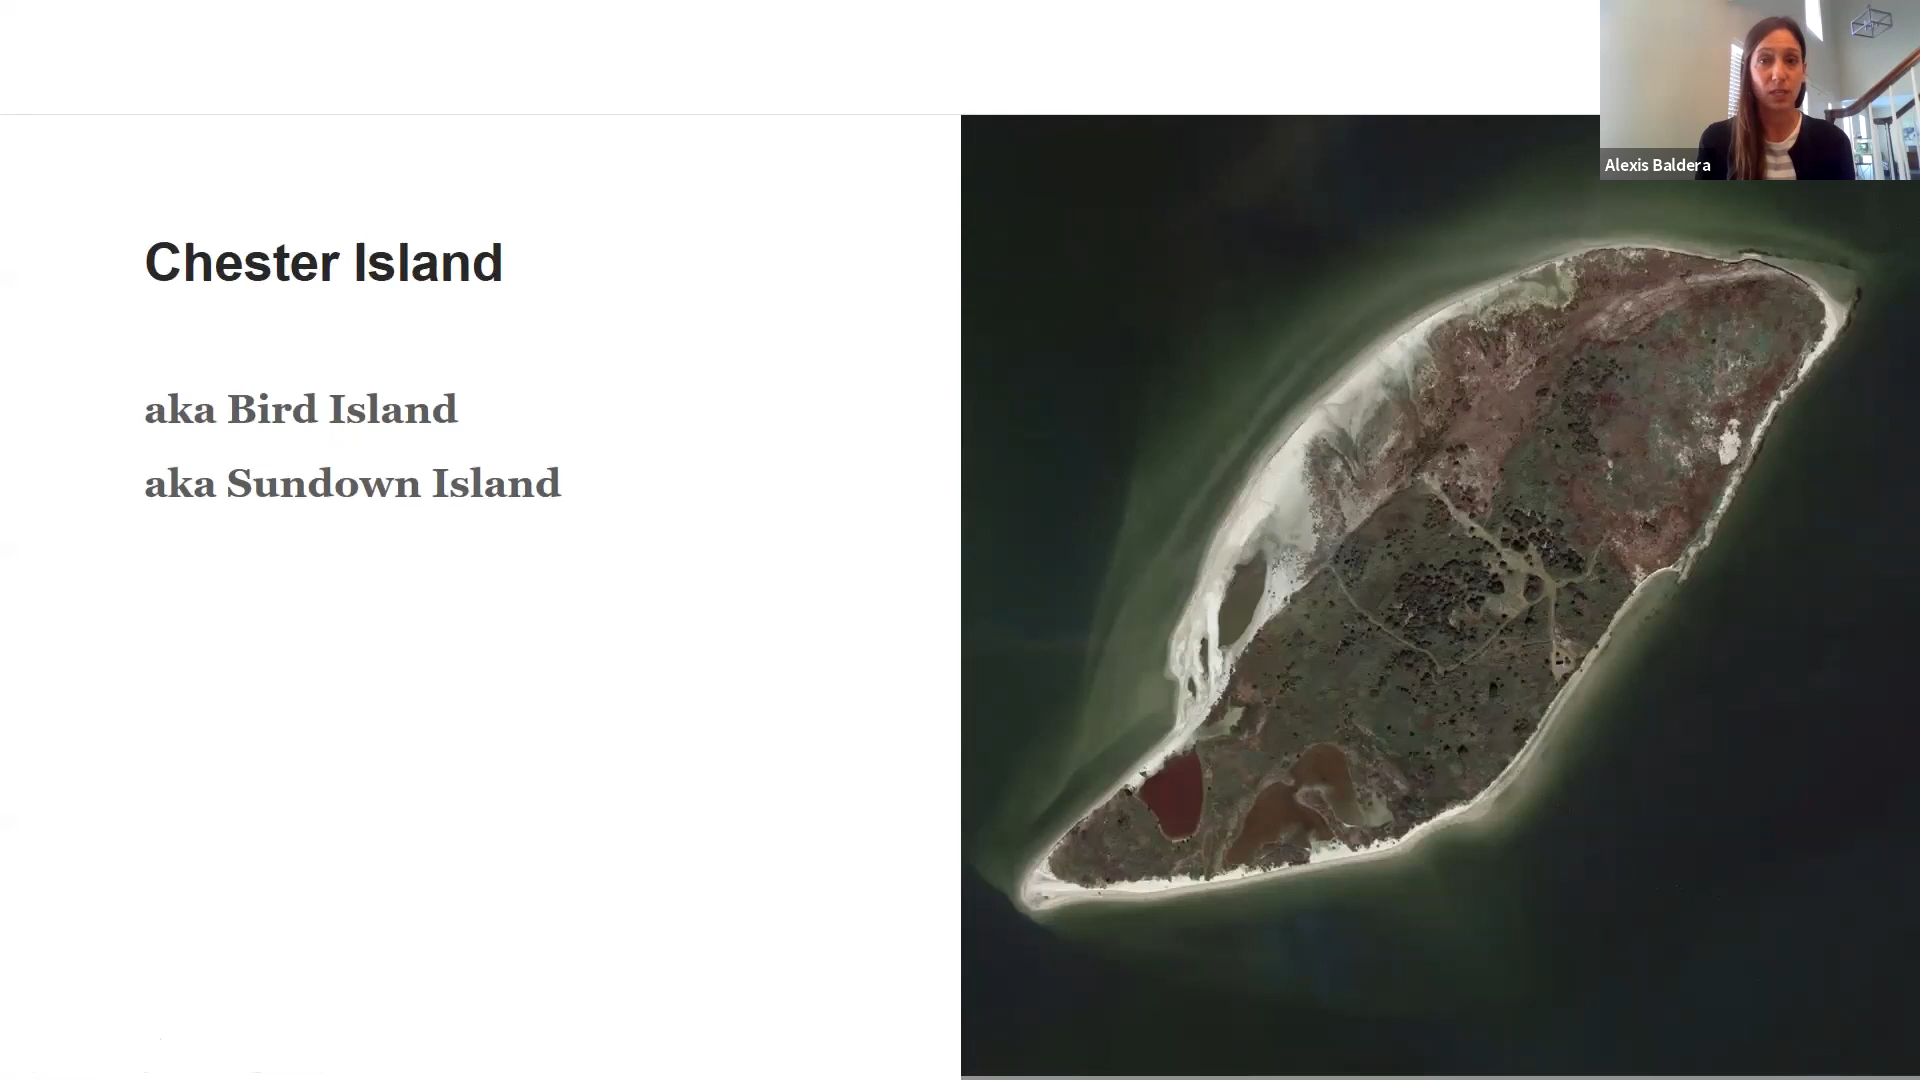 Chester Island
aka Bird Island
aka Sundown Island
Alexis Baldera